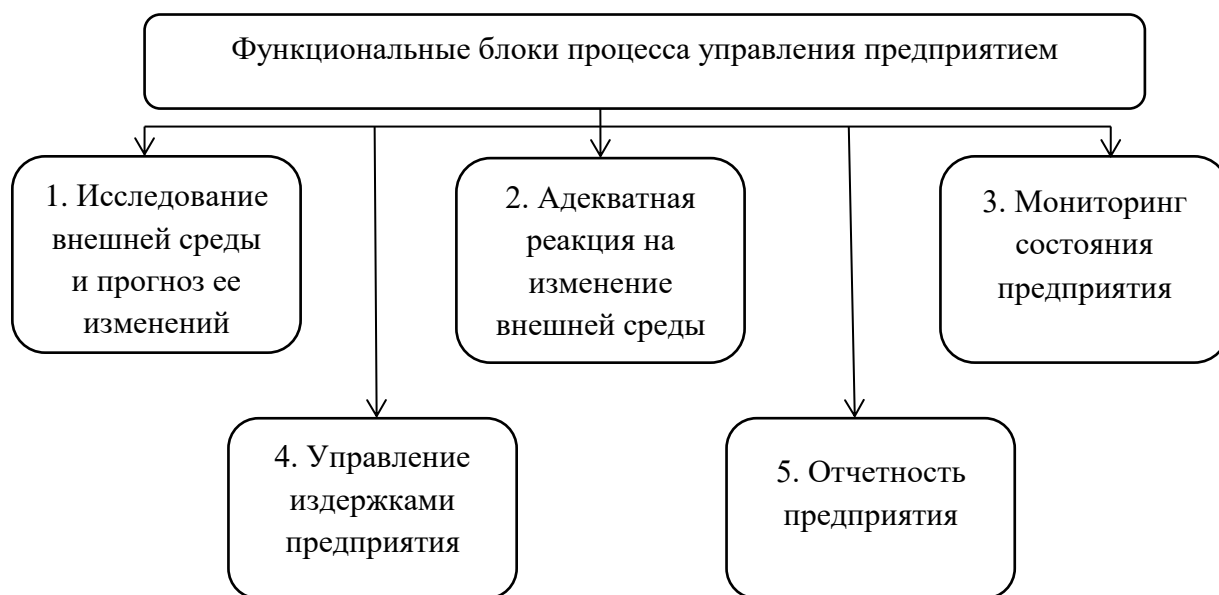 Функциональные блоки процесса управления предприятием
1. Исследование
внешней среды
и прогноз ее
изменений
2. Адекватная
реакция на
изменение
внешней среды
3. Мониторинг
состояния
предприятия
4. Управление
издержками
предприятия
5. Отчетность
предприятия